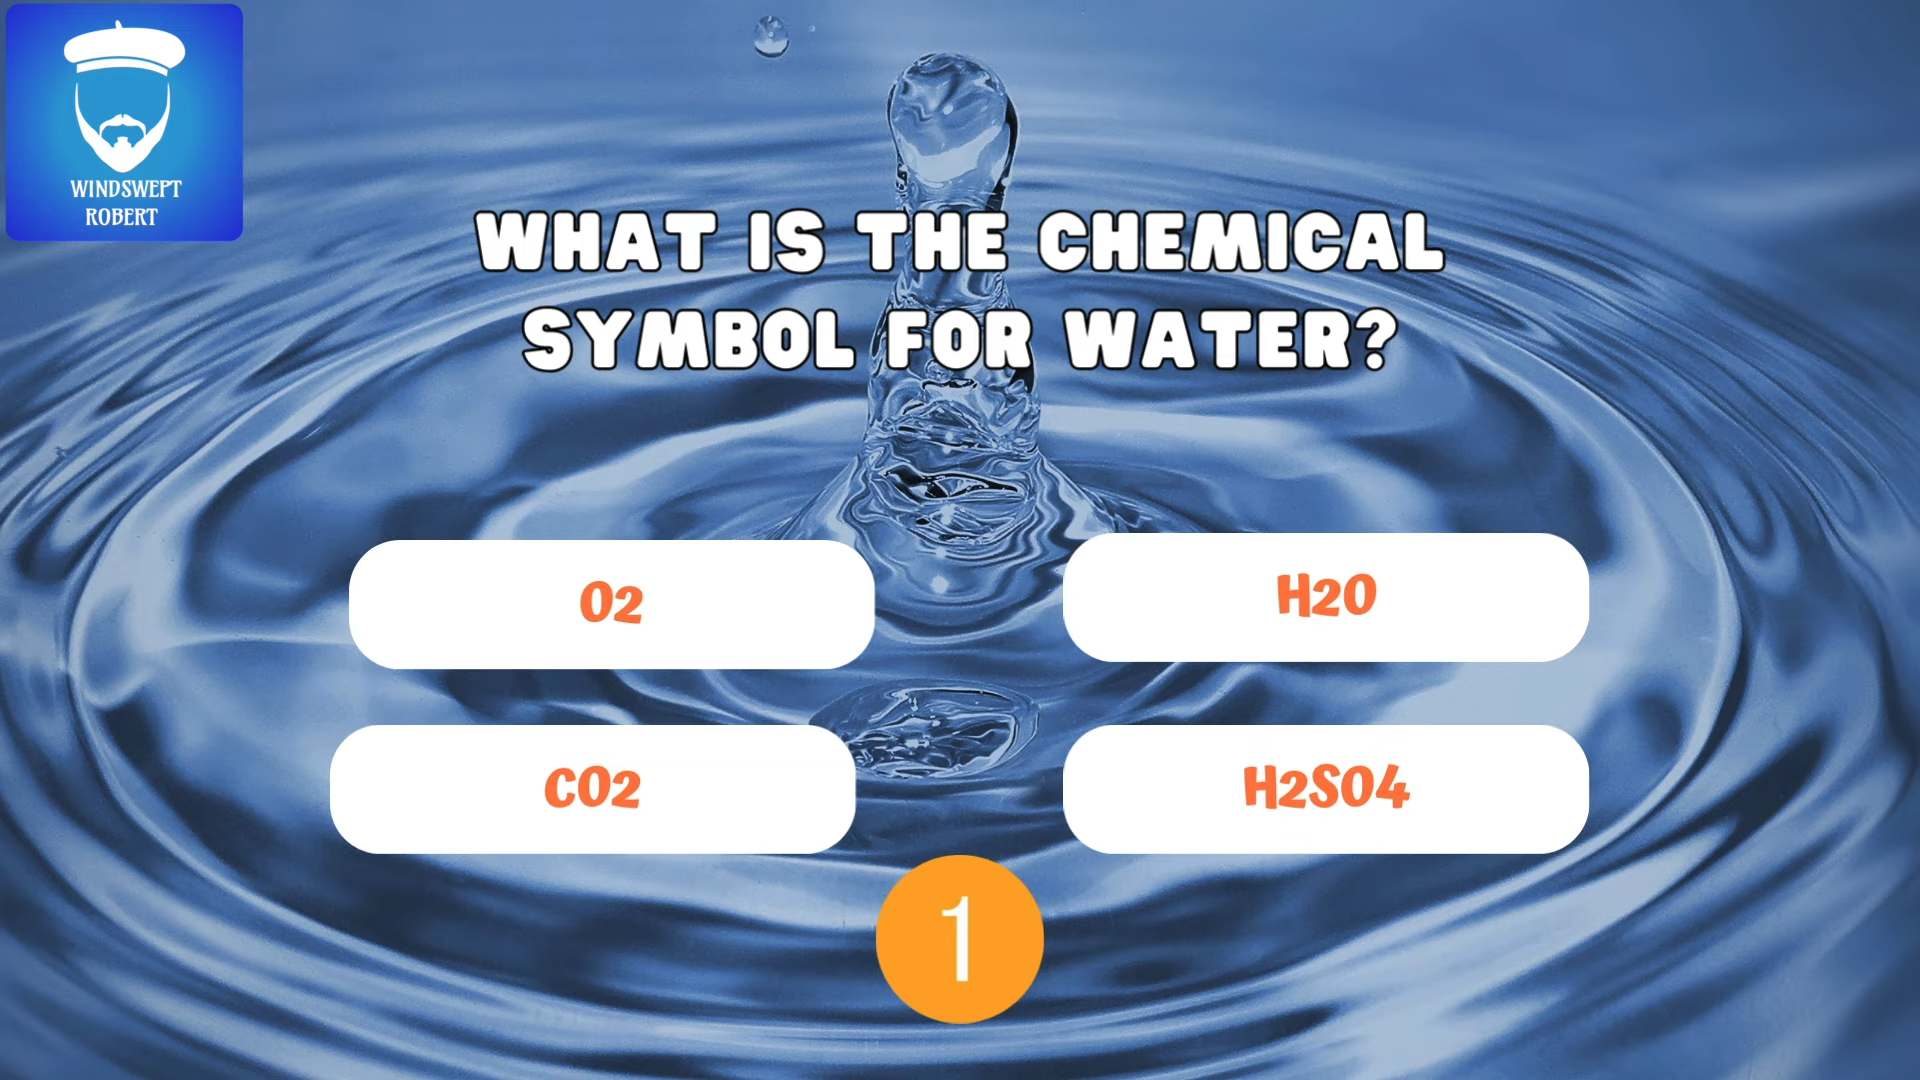 WINDSWEPT
ROBERT
WHAT IS THE CHEMICAL
SYMBOL FOR WATER?
O2
H2O
CO2
H2SO4
1